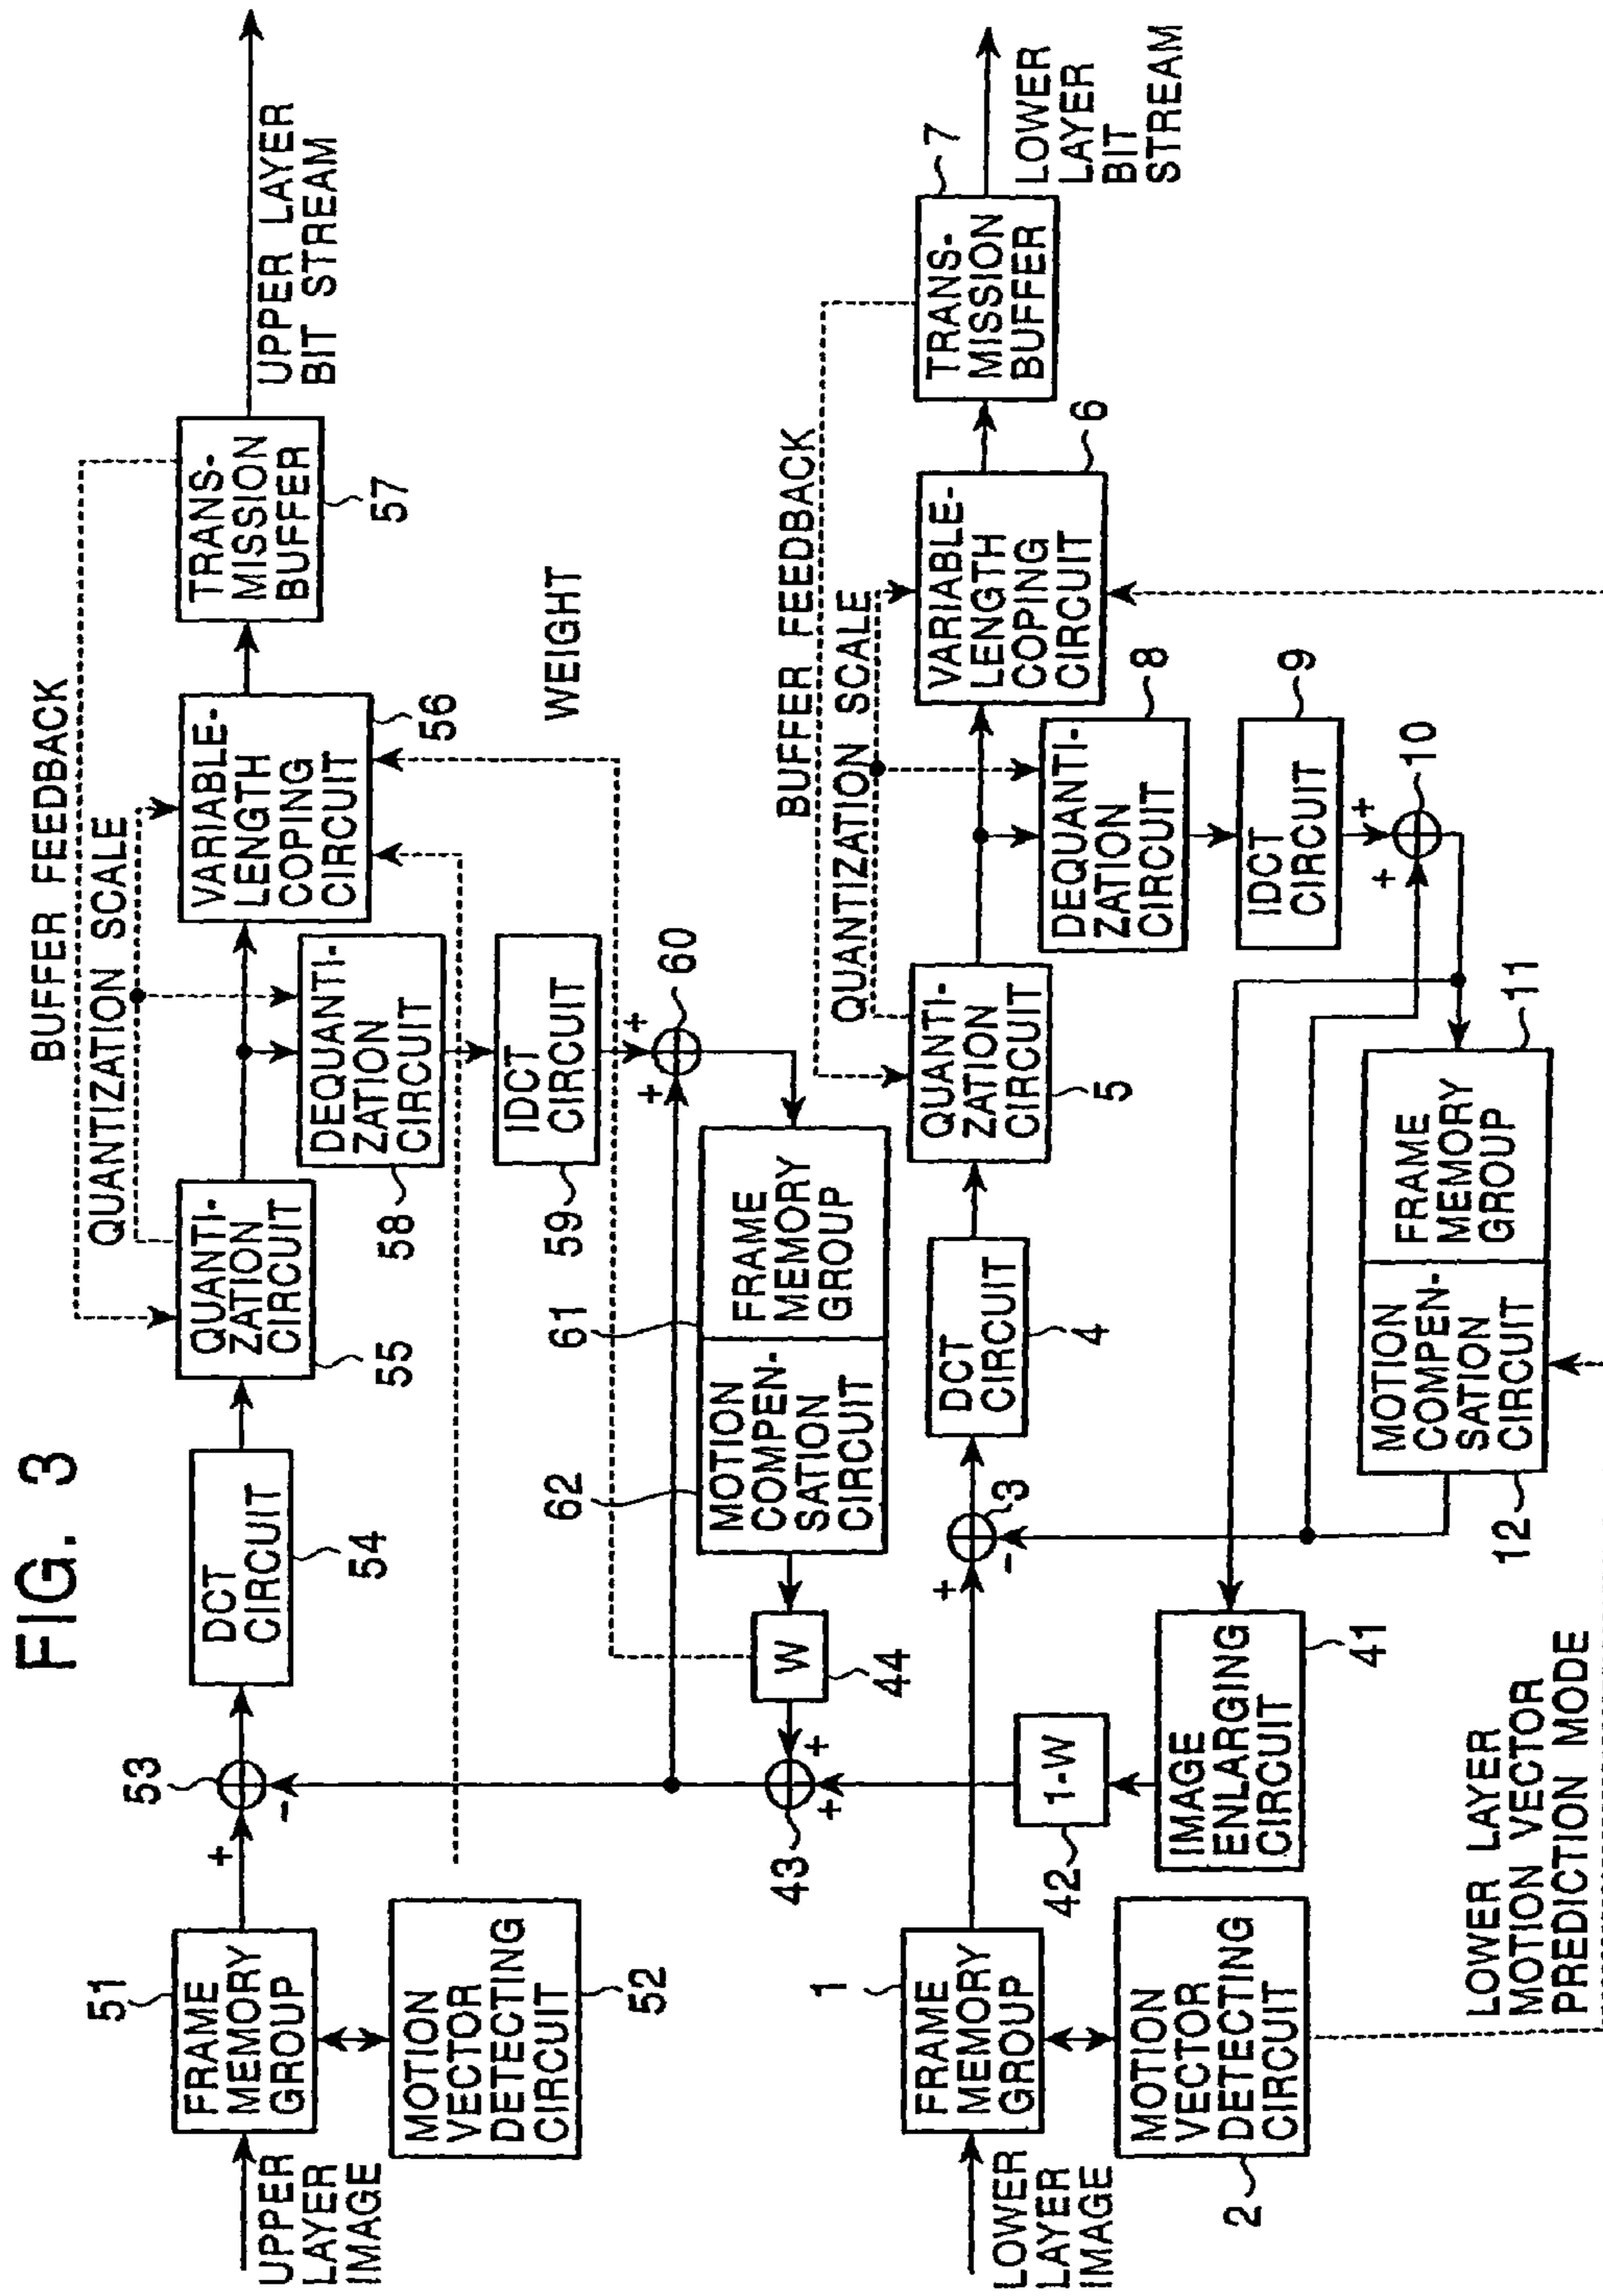 FIG. 3
UPPER
LAYER
IMAGE
51
FRAME
MEMORY
GROUP
MOTION
VECTOR
DETECTING
CIRCUIT
52
53
+
-
DCT
CIRCUIT
54
QUANTI-
ZATION
CIRCUIT
55
BUFFER FEEDBACK
QUANTIZATION SCALE
VARIABLE-
LENGTH
COPING
CIRCUIT
56
TRANS-
MISSION
BUFFER
57
UPPER LAYER
BIT STREAM
DEQUANTI-
ZATION
CIRCUIT
58
IDCT
CIRCUIT
59
+
+
60
WEIGHT
61
FRAME
MEMORY
GROUP
62
MOTION
COMPEN-
SATION
CIRCUIT
W
44
+
+
43
1-W
42
IMAGE
ENLARGING
CIRCUIT
41
LOWER
LAYER
IMAGE
1
FRAME
MEMORY
GROUP
MOTION
VECTOR
DETECTING
CIRCUIT
2
+
-
3
DCT
CIRCUIT
4
QUANTI-
ZATION
CIRCUIT
5
BUFFER FEEDBACK
QUANTIZATION SCALE
VARIABLE-
LENGTH
COPING
CIRCUIT
6
TRANS-
MISSION
BUFFER
7
LOWER
LAYER
BIT
STREAM
DEQUANTI-
ZATION
CIRCUIT
8
IDCT
CIRCUIT
9
+
+
10
FRAME
MEMORY
GROUP
11
MOTION
COMPEN-
SATION
CIRCUIT
12
LOWER LAYER
MOTION VECTOR
PREDICTION MODE